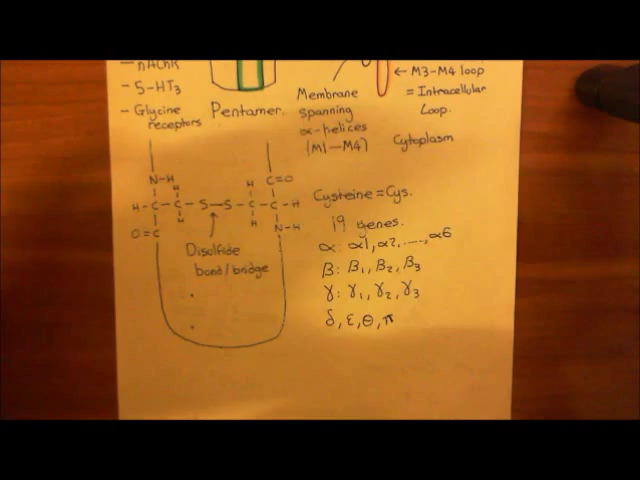 - nAChR
- 5-HT3
- Glycine
receptors
Pentamer.
Membrane
spanning
α-helices
(M1-M4)
← M3-M4 loop
= Intracellular
Loop.
Cytoplasm
N-H
H
H-C-C-S-S-C-C-H
H
O=C
H
C=O
H
N-H
Disulfide
bond/bridge
Cysteine = Cys.
19 genes.
α: α1, α2, ....., α6
β: β1, β2, β3
γ: γ1, γ2, γ3
δ, ε, θ, π